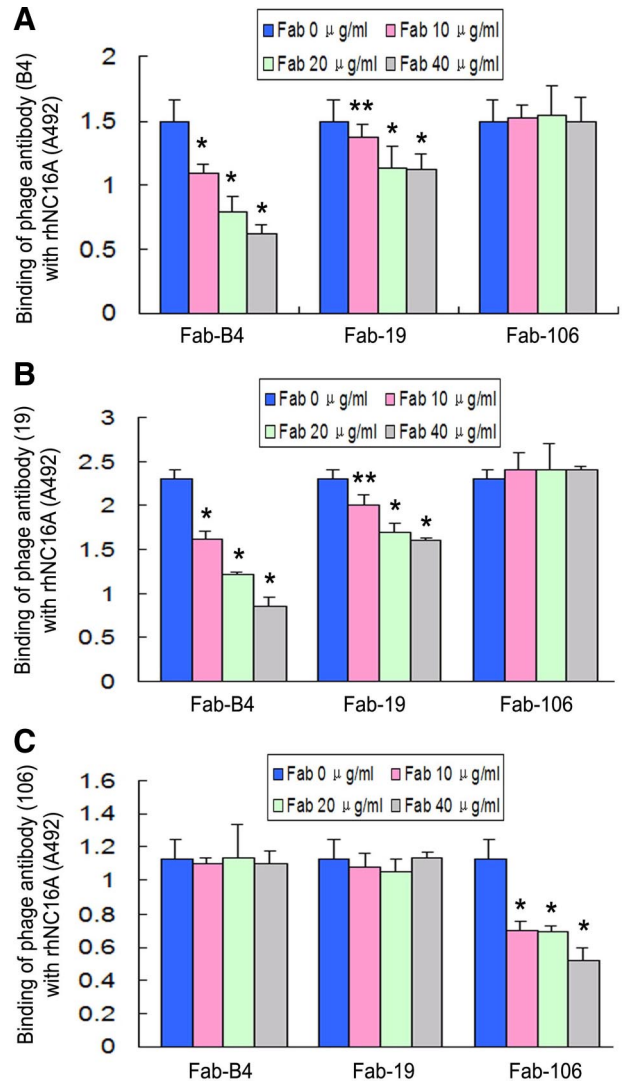 A
Fab 0 μ g/ml Fab 10 μ g/ml
Fab 20 μ g/ml Fab 40 μ g/ml
Binding of phage antibody (B4)
with rhNC16A (A492)
2
1.5
1
0.5
0
* * *
** * *
Fab-B4 Fab-19 Fab-106
B
Fab 0 μ g/ml Fab 10 μ g/ml
Fab 20 μ g/ml Fab 40 μ g/ml
Binding of phage antibody (19)
with rhNC16A (A492)
3
2.5
2
1.5
1
0.5
0
* * *
** * *
Fab-B4 Fab-19 Fab-106
C
Fab 0 μ g/ml Fab 10 μ g/ml
Fab 20 μ g/ml Fab 40 μ g/ml
Binding of phage antibody (106)
with rhNC16A (A492)
1.6
1.4
1.2
1
0.8
0.6
0.4
0.2
0
* * *
Fab-B4 Fab-19 Fab-106